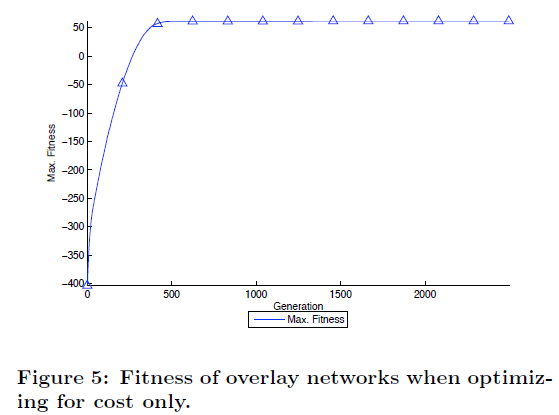 50
0
−50
−100
−150
−200
−250
−300
−350
−400
Max. Fitness
0 500 1000 1500 2000
Generation
Max. Fitness
Figure 5: Fitness of overlay networks when optimiz-
ing for cost only.